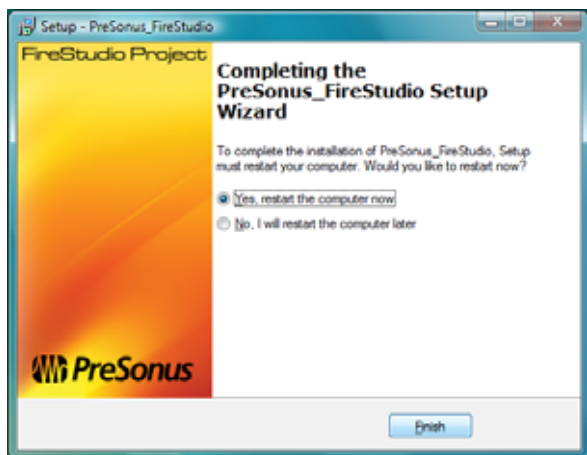 Setup - PreSonus_FireStudio
FireStudio Project
Completing the
PreSonus_FireStudio Setup
Wizard
To complete the installation of PreSonus_FireStudio, Setup
must restart your computer. Would you like to restart now?
Yes, restart the computer now
No, I will restart the computer later
PreSonus
Finish